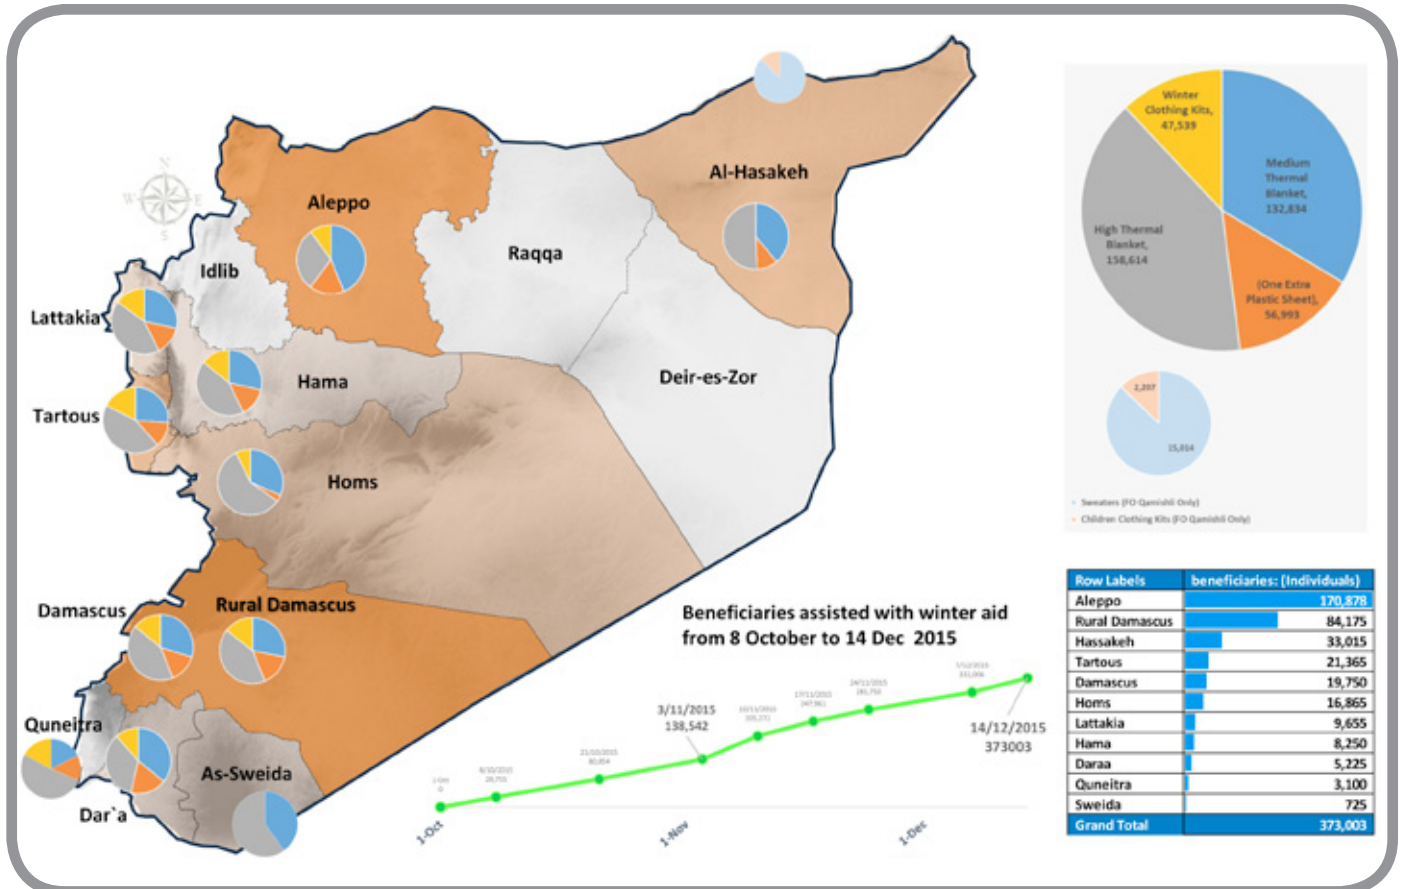 N
W E
S
Aleppo
Al-Hasakeh
Raqqa
Idlib
Lattakia
Hama
Deir-es-Zor
Tartous
Homs
Damascus
Rural Damascus
Quneitra
As-Sweida
Dar`a
Winter
Clothing Kits,
47,539
Medium
Thermal
Blanket,
132,834
High Thermal
Blanket,
158,614
(One Extra
Plastic Sheet),
56,993
2,207
15,014
Sweaters (FO Qamishli Only)
Children Clothing Kits (FO Qamishli Only)
Beneficiaries assisted with winter aid
from 8 October to 14 Dec 2015
3/11/2015
138,542
17/11/2015
24/11/2015
14/12/2015
373003
1-Oct
1-Nov
1-Dec
Row Labels beneficiaries: (Individuals)
Aleppo 170,878
Rural Damascus 84,175
Hassakeh 33,015
Tartous 21,365
Damascus 19,750
Homs 16,865
Lattakia 9,655
Hama 8,250
Daraa 5,225
Quneitra 3,100
Sweida 725
Grand Total 373,003